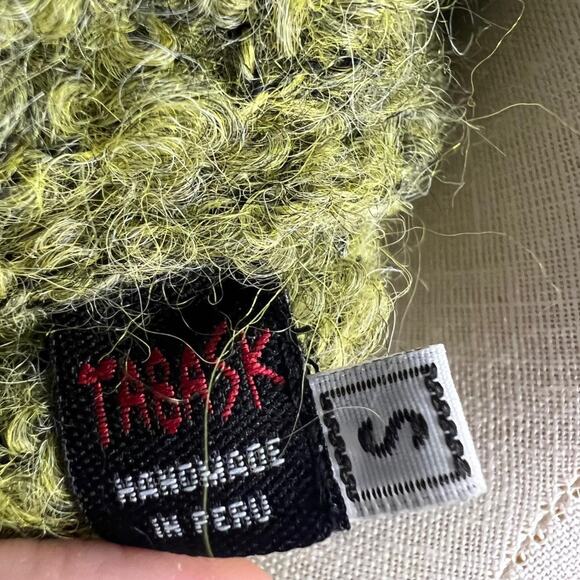 TABASK
HANDMADE
IN PERU
S